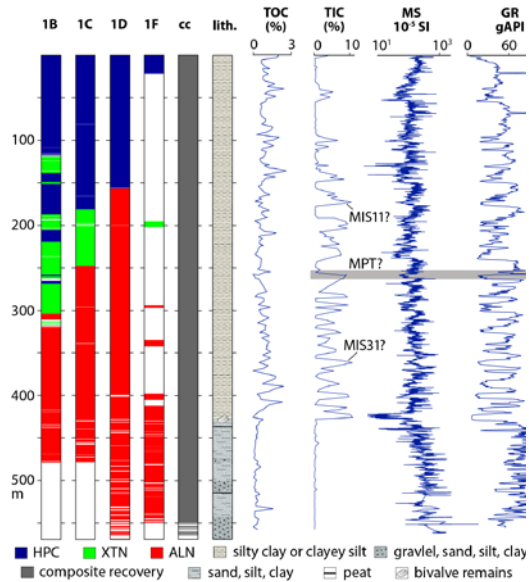 1B 1C 1D 1F cc lith. TOC TIC MS GR
(%) (%) 10⁻⁵ SI gAPI
0 3 0 10 10¹ 10³ 0 60
100
200
300
400
500
m
MIS11?
MPT?
MIS31?
HPC XTN ALN silty clay or clayey silt gravlel, sand, silt, clay
composite recovery sand, silt, clay peat bivalve remains